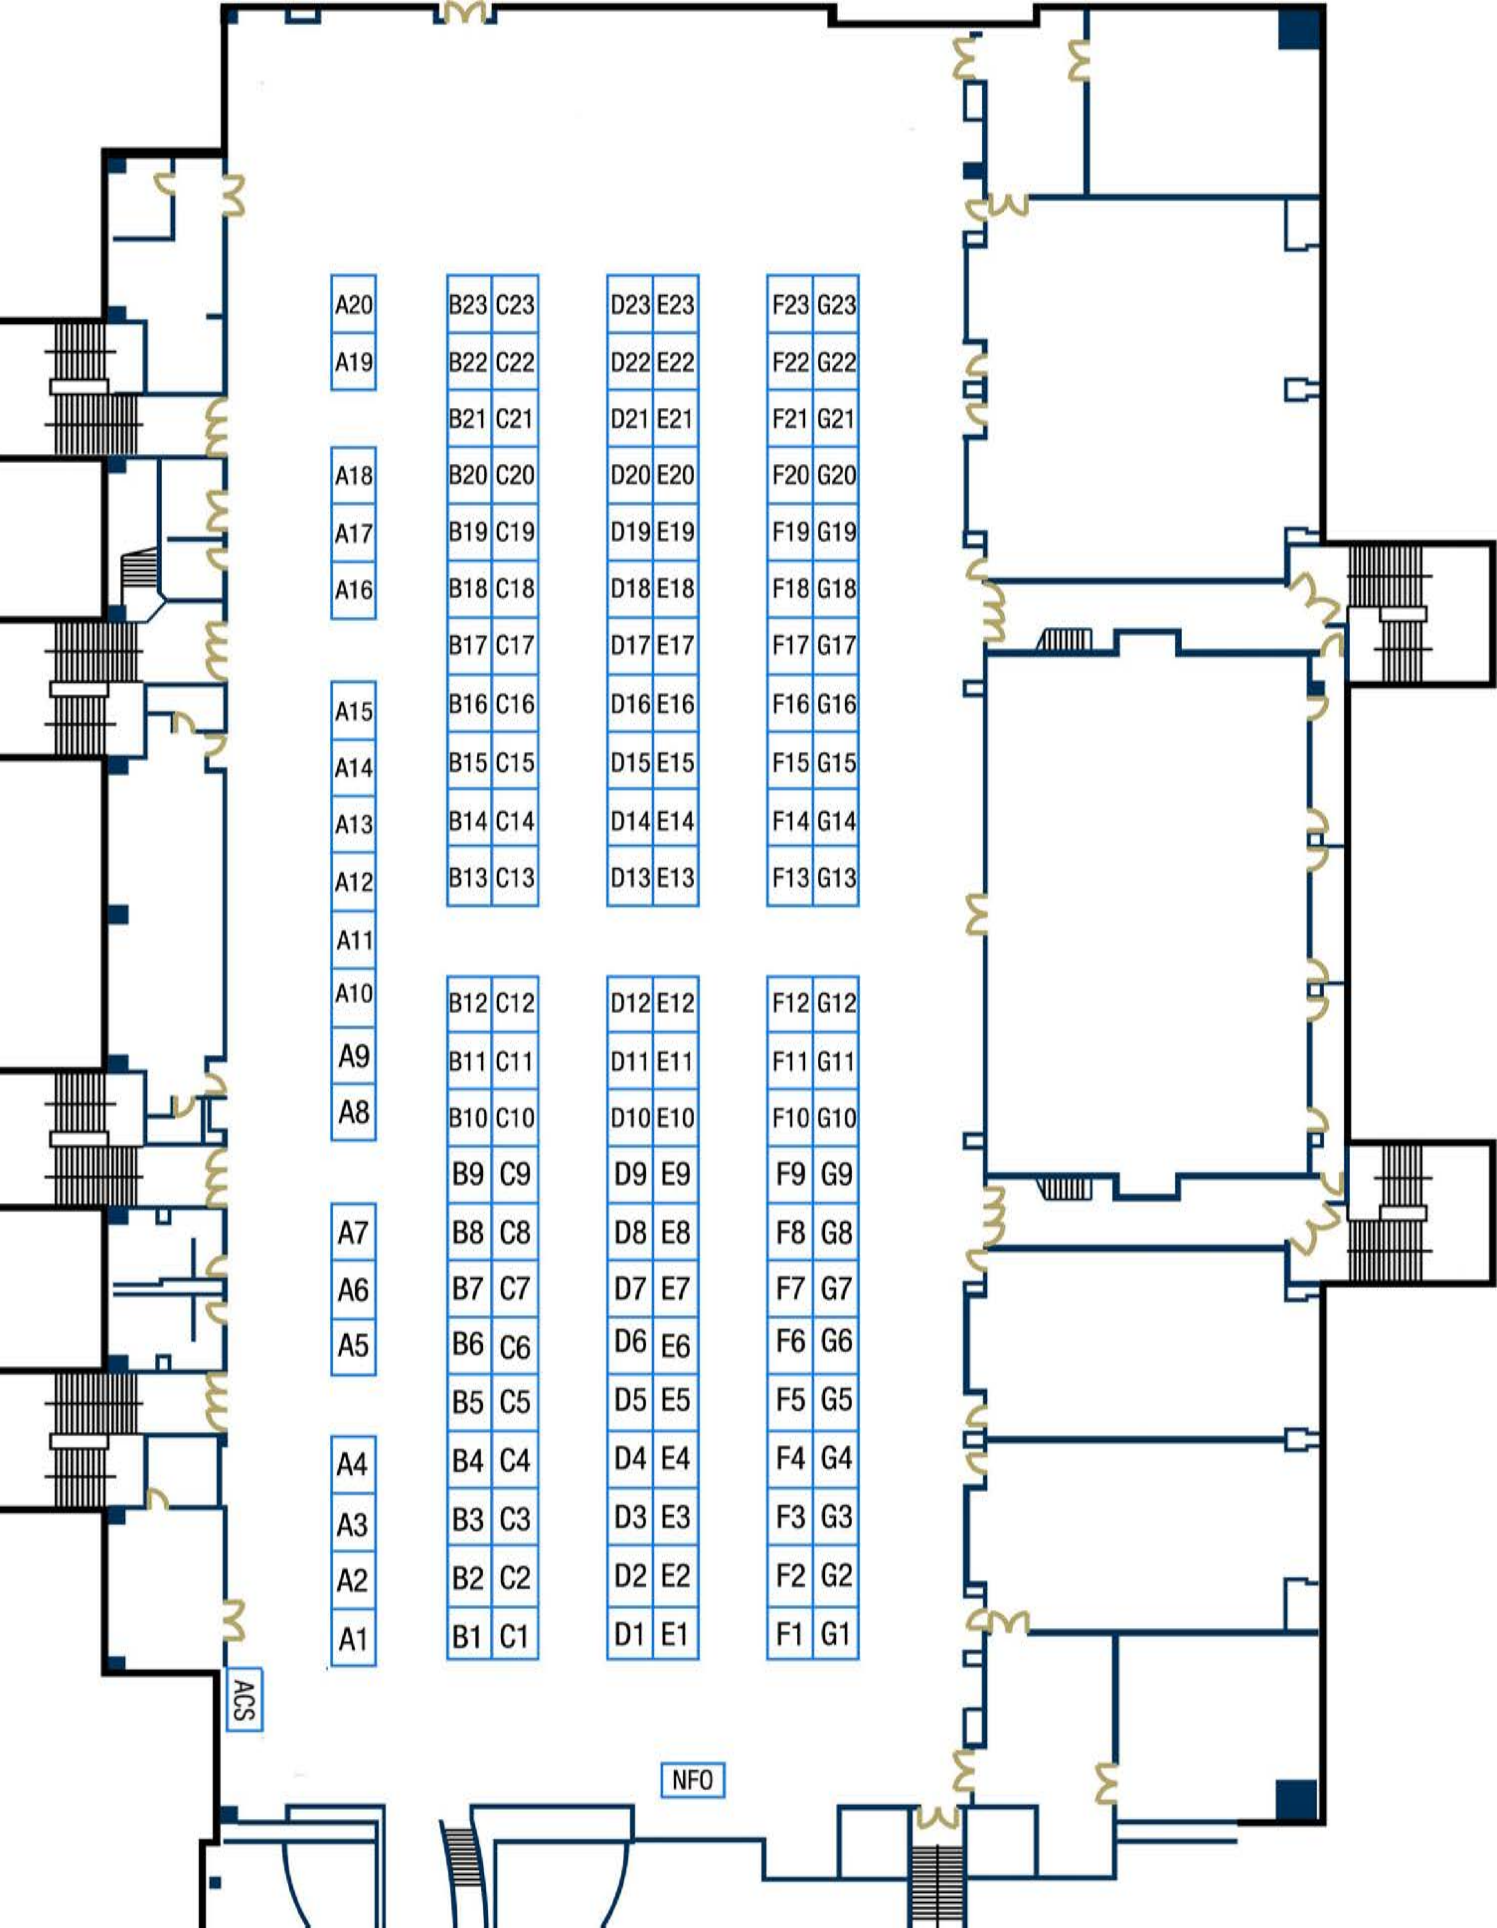 A20 B23 C23 D23 E23 F23 G23
A19 B22 C22 D22 E22 F22 G22
B21 C21 D21 E21 F21 G21
A18 B20 C20 D20 E20 F20 G20
A17 B19 C19 D19 E19 F19 G19
A16 B18 C18 D18 E18 F18 G18
B17 C17 D17 E17 F17 G17
A15 B16 C16 D16 E16 F16 G16
A14 B15 C15 D15 E15 F15 G15
A13 B14 C14 D14 E14 F14 G14
A12 B13 C13 D13 E13 F13 G13
A11
A10 B12 C12 D12 E12 F12 G12
A9 B11 C11 D11 E11 F11 G11
A8 B10 C10 D10 E10 F10 G10
B9 C9 D9 E9 F9 G9
A7 B8 C8 D8 E8 F8 G8
A6 B7 C7 D7 E7 F7 G7
A5 B6 C6 D6 E6 F6 G6
B5 C5 D5 E5 F5 G5
A4 B4 C4 D4 E4 F4 G4
A3 B3 C3 D3 E3 F3 G3
A2 B2 C2 D2 E2 F2 G2
A1 B1 C1 D1 E1 F1 G1
ACS
NFO